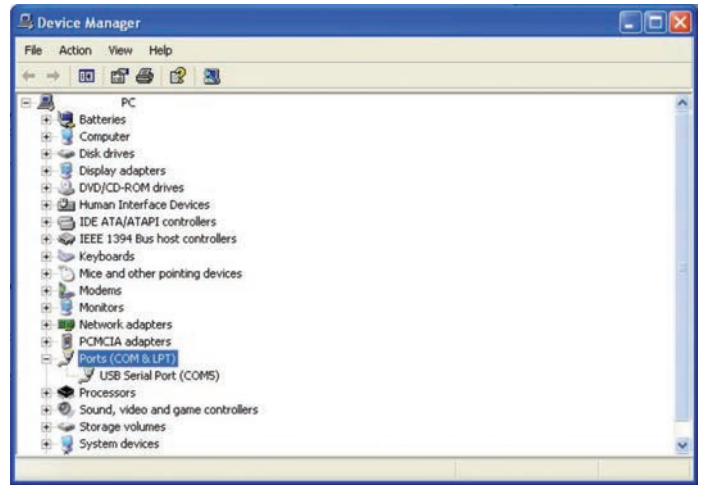 Device Manager
File Action View Help
PC
Batteries
Computer
Disk drives
Display adapters
DVD/CD-ROM drives
Human Interface Devices
IDE ATA/ATAPI controllers
IEEE 1394 Bus host controllers
Keyboards
Mice and other pointing devices
Modems
Monitors
Network adapters
PCMCIA adapters
Ports (COM & LPT)
USB Serial Port (COM5)
Processors
Sound, video and game controllers
Storage volumes
System devices